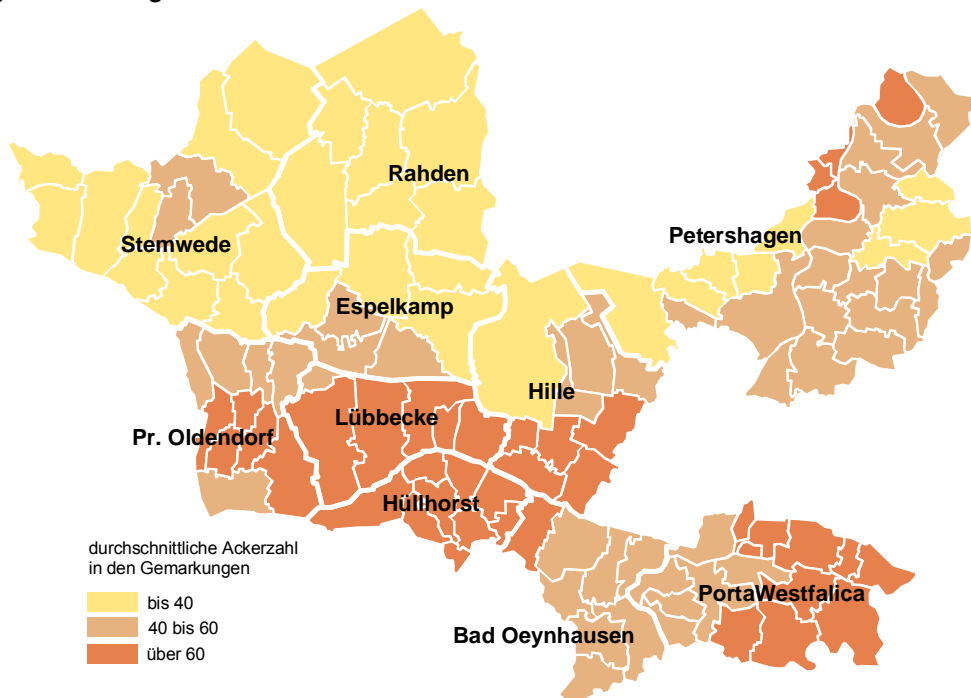 Rahden
Stemwede
Petershagen
Espelkamp
Hille
Lübbecke
Pr. Oldendorf
Hüllhorst
PortaWestfalica
Bad Oeynhausen
durchschnittliche Ackerzahl
in den Gemarkungen
bis 40
40 bis 60
über 60